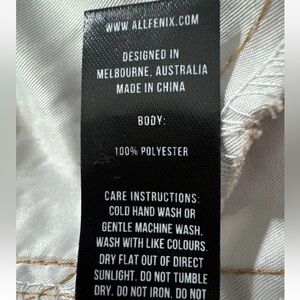 WWW.ALLFENIX.COM
DESIGNED IN
MELBOURNE, AUSTRALIA
MADE IN CHINA
BODY:
100% POLYESTER
CARE INSTRUCTIONS:
COLD HAND WASH OR
GENTLE MACHINE WASH.
WASH WITH LIKE COLOURS.
DRY FLAT OUT OF DIRECT
SUNLIGHT. DO NOT TUMBLE
DRY. DO NOT IRON. DO NOT